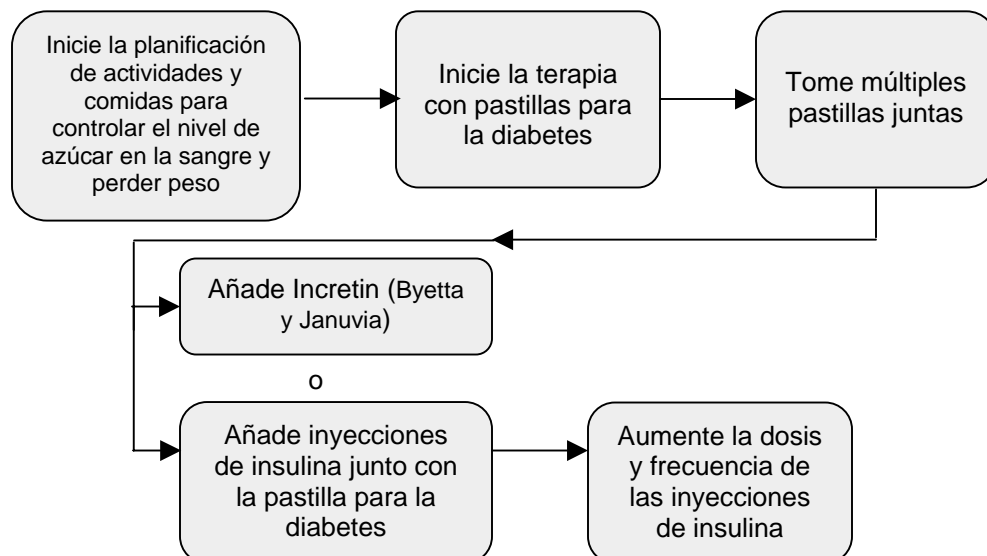 Inicie la planificación
de actividades y
comidas para
controlar el nivel de
azúcar en la sangre y
perder peso
Inicie la terapia
con pastillas para
la diabetes
Tome múltiples
pastillas juntas
Añade Incretin (Byetta
y Januvia)
o
Añade inyecciones
de insulina junto con
la pastilla para la
diabetes
Aumente la dosis
y frecuencia de
las inyecciones
de insulina